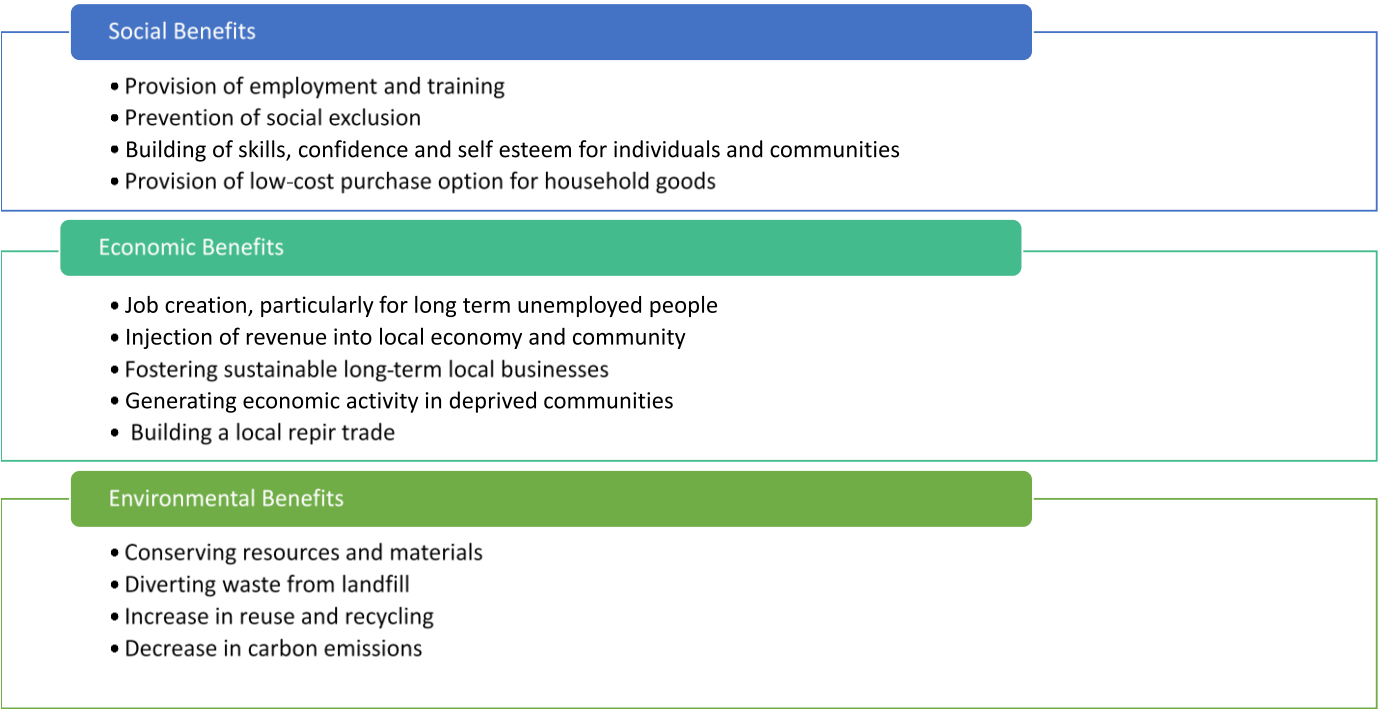 Social Benefits
• Provision of employment and training
• Prevention of social exclusion
• Building of skills, confidence and self esteem for individuals and communities
• Provision of low-cost purchase option for household goods
Economic Benefits
• Job creation, particularly for long term unemployed people
• Injection of revenue into local economy and community
• Fostering sustainable long-term local businesses
• Generating economic activity in deprived communities
• Building a local repir trade
Environmental Benefits
• Conserving resources and materials
• Diverting waste from landfill
• Increase in reuse and recycling
• Decrease in carbon emissions